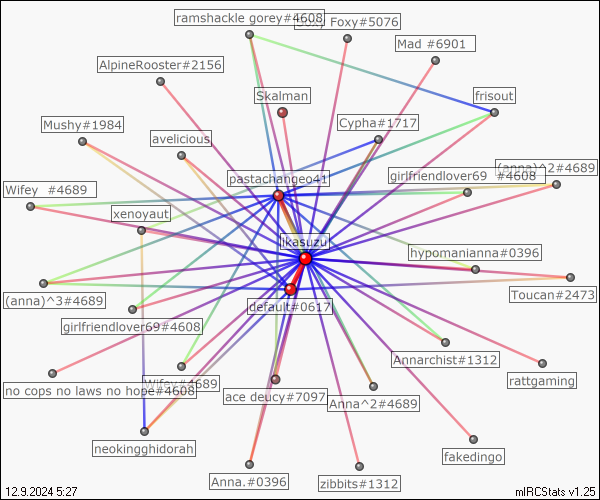 ramshackle gorey#4608
Foxy Foxy#5076
Mad #6901
AlpineRooster#2156
Skalman
frisout
Mushy#1984
avelicious
Cypha#1717
(anna)^2#4689
pastachangeo41
girlfriendlover69 #4608
Wifey #4689
xenoyaut
ikasuzu
hypomanianna#0396
(anna)^3#4689
default#0617
Toucan#2473
girlfriendlover69#4608
Annarchist#1312
no cops no laws no hope#4608
Wifey#4689
ace deucy#7097
Anna^2#4689
rattgaming
neokingghidorah
fakedingo
Anna.#0396
zibbits#1312
12.9.2024 5:27
mIRCStats v1.25